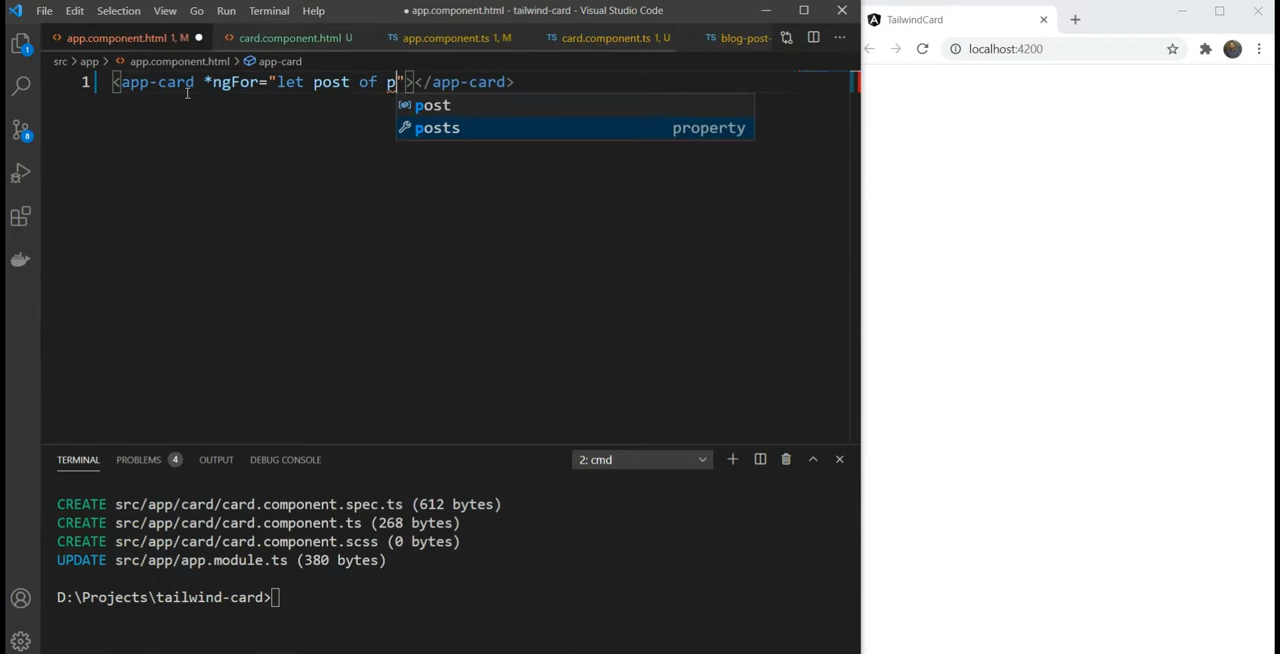 File Edit Selection View Go Run Terminal Help ● app.component.html - tailwind-card - Visual Studio Code
app.component.html 1, M ● card.component.html U TS app.component.ts 1, M TS card.component.ts 1, U TS blog-post-
src > app > app.component.html > app-card
1 <app-card *ngFor="let post of p"></app-card>
post
posts property
TERMINAL PROBLEMS 4 OUTPUT DEBUG CONSOLE 2: cmd
CREATE src/app/card/card.component.spec.ts (612 bytes)
CREATE src/app/card/card.component.ts (268 bytes)
CREATE src/app/card/card.component.scss (0 bytes)
UPDATE src/app/app.module.ts (380 bytes)
D:\Projects\tailwind-card>
1
8
TailwindCard
localhost:4200